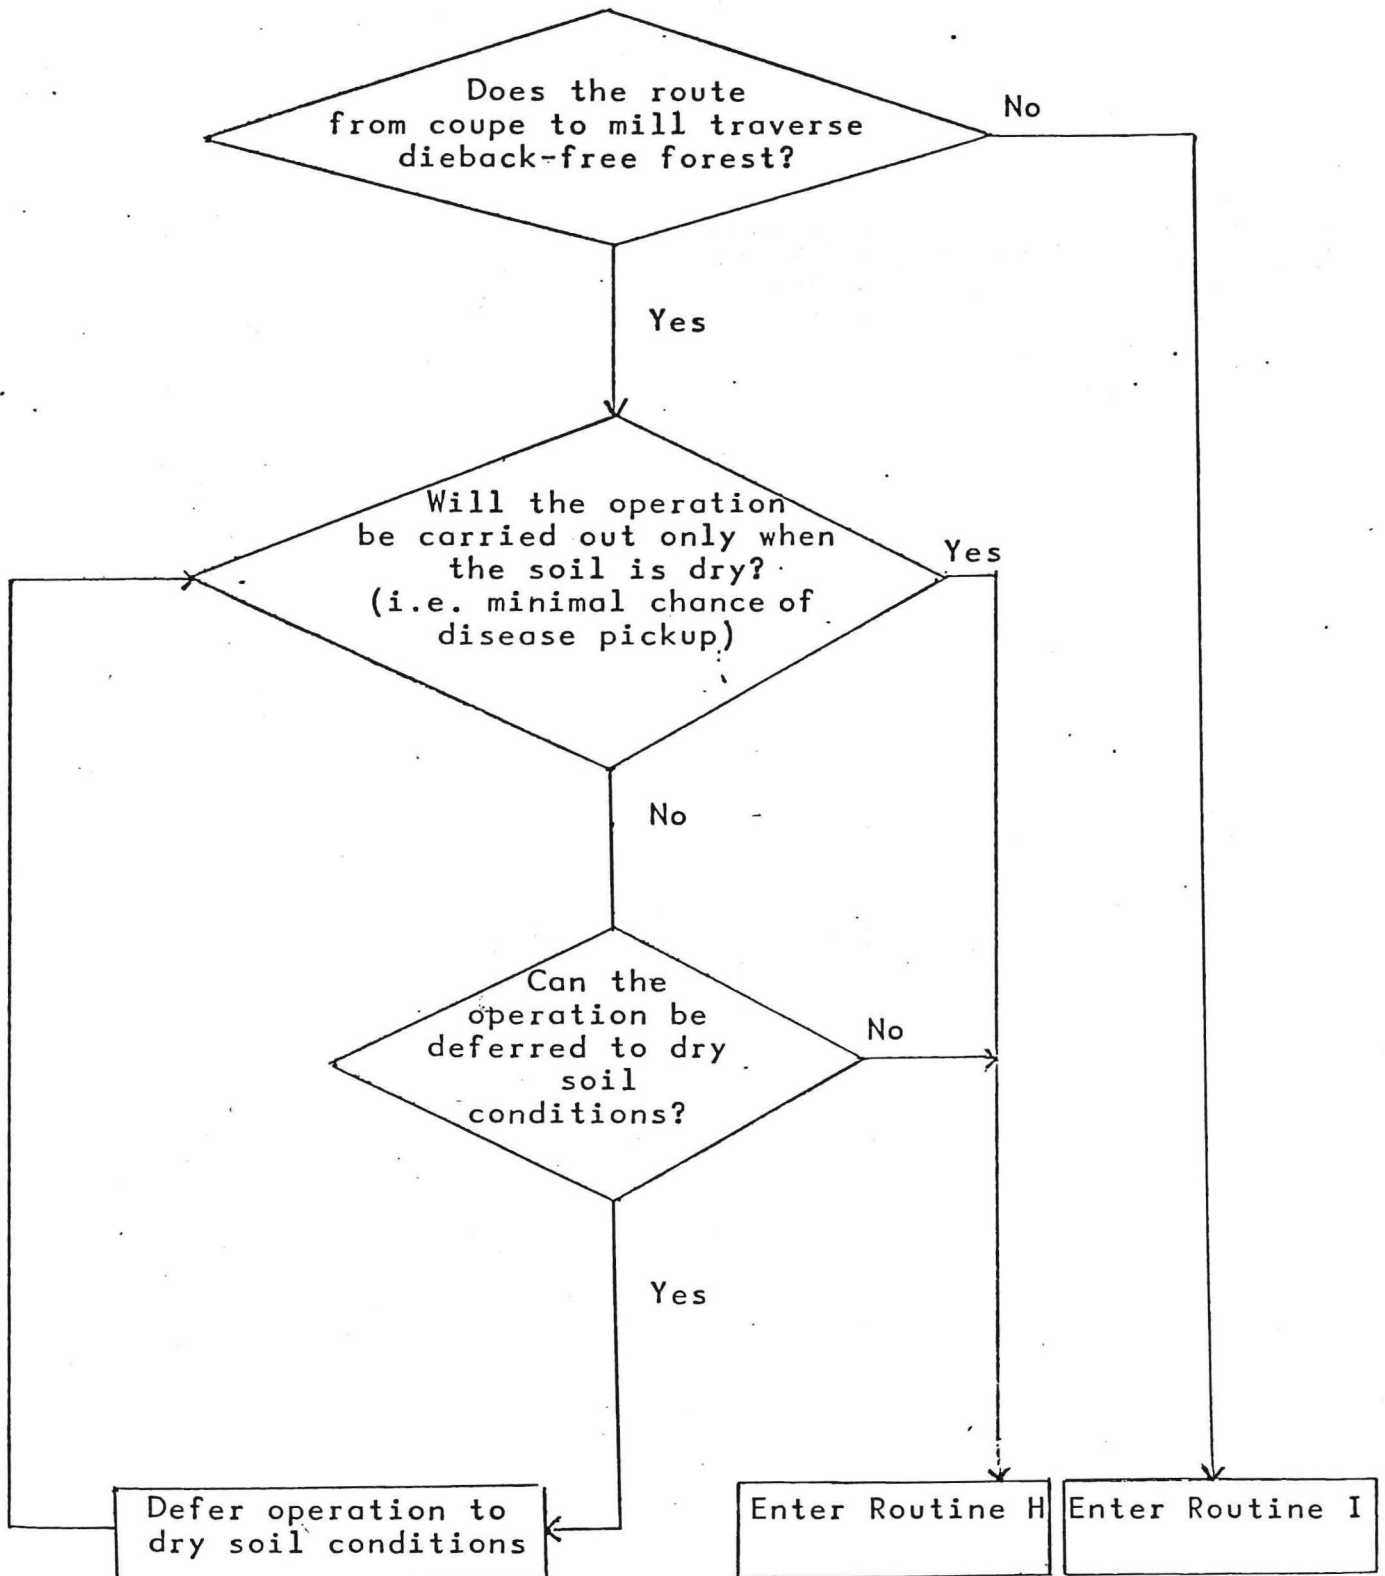 Does the route
from coupe to mill traverse
dieback-free forest?
No
Yes
Will the operation
be carried out only when
the soil is dry?
(i.e. minimal chance of
disease pickup)
Yes
No
Can the
operation be
deferred to dry
soil
conditions?
No
Yes
Defer operation to
dry soil conditions
Enter Routine H
Enter Routine I